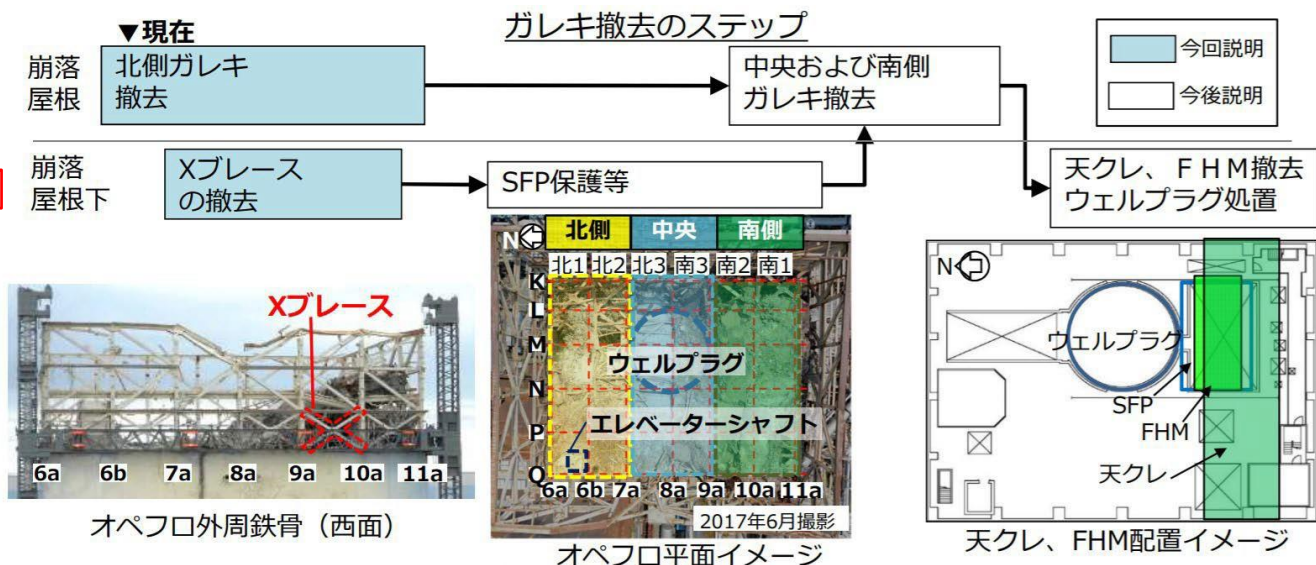 ガレキ撤去のステップ
▼現在
崩落
屋根
北側ガレキ
撤去
中央および南側
ガレキ撤去
今回説明
今後説明
崩落
屋根下
Xブレース
の撤去
SFP保護等
天クレ、ＦＨＭ撤去
ウェルプラグ処置
Xブレース
6a 6b 7a 8a 9a 10a 11a
オペフロ外周鉄骨（西面）
N
北側 中央 南側
北1 北2 北3 南3 南2 南1
K
L
M
ウェルプラグ
N
エレベーターシャフト
P
Q
6a 6b 7a 8a 9a 10a 11a
2017年6月撮影
オペフロ平面イメージ
N
ウェルプラグ
SFP
FHM
天クレ
天クレ、FHM配置イメージ